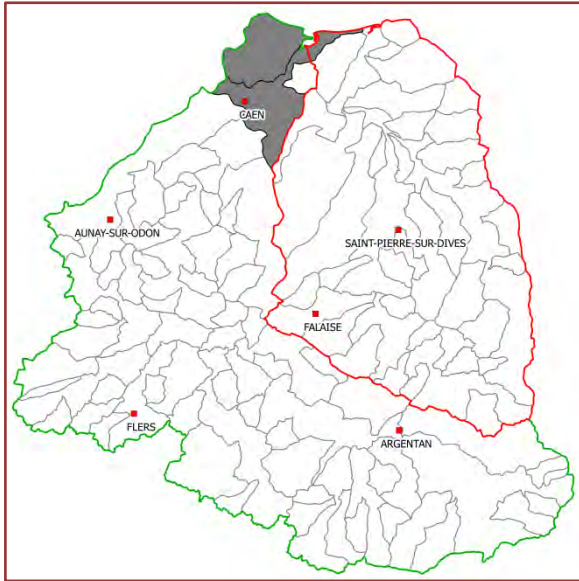 CAEN
AUNAY-SUR-ODON
SAINT-PIERRE-SUR-DIVES
FALAISE
FLERS
ARGENTAN